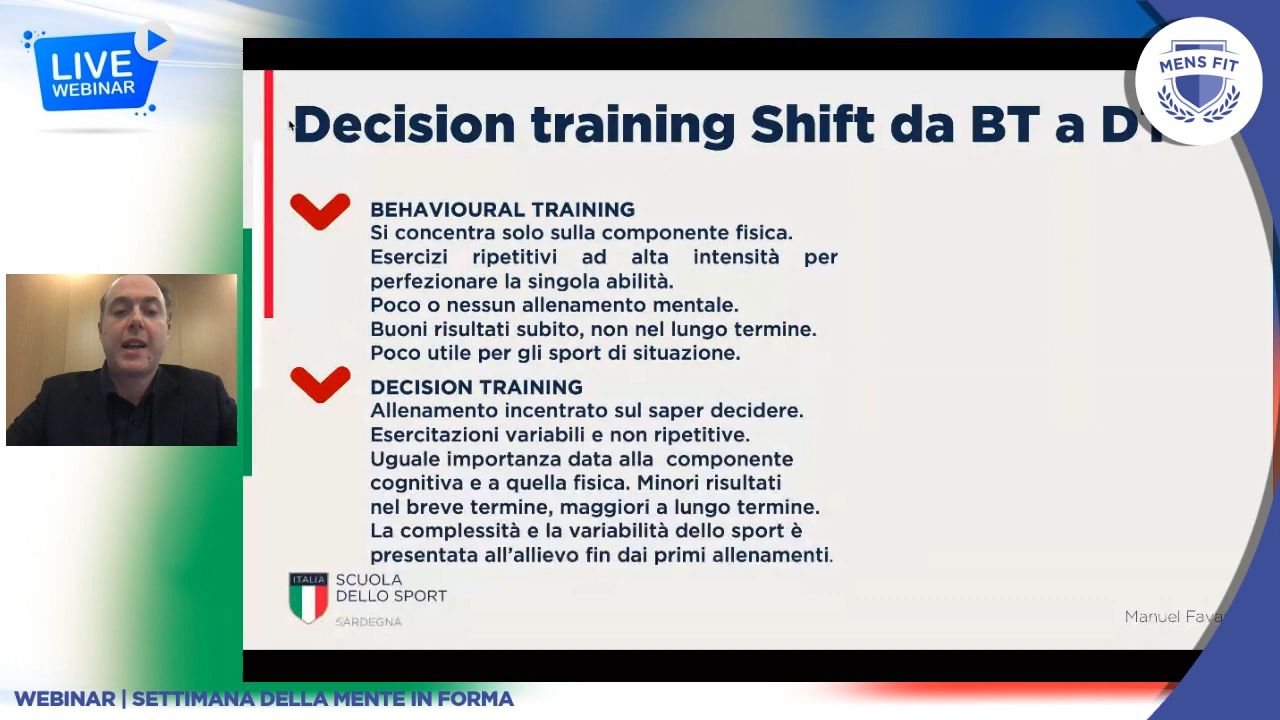 LIVE
WEBINAR
MENS FIT
Decision training Shift da BT a DT
BEHAVIOURAL TRAINING
Si concentra solo sulla componente fisica.
Esercizi ripetitivi ad alta intensità per
perfezionare la singola abilità.
Poco o nessun allenamento mentale.
Buoni risultati subito, non nel lungo termine.
Poco utile per gli sport di situazione.
DECISION TRAINING
Allenamento incentrato sul saper decidere.
Esercitazioni variabili e non ripetitive.
Uguale importanza data alla componente
cognitiva e a quella fisica. Minori risultati
nel breve termine, maggiori a lungo termine.
La complessità e la variabilità dello sport è
presentata all'allievo fin dai primi allenamenti.
ITALIA
SCUOLA
DELLO SPORT
SARDEGNA
Manuel
WEBINAR | SETTIMANA DELLA MENTE IN FORMA